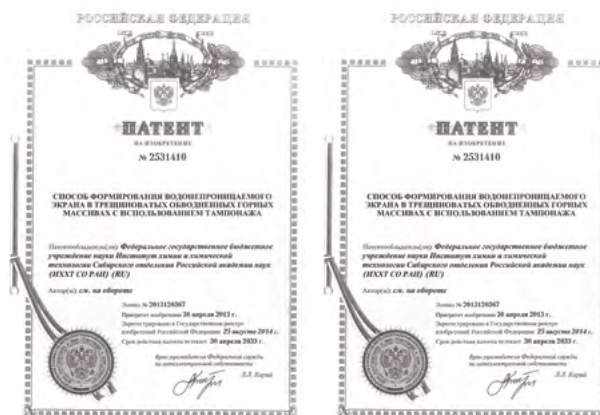 РОССИЙСКАЯ ФЕДЕРАЦИЯ
ПАТЕНТ
НА ИЗОБРЕТЕНИЕ
№ 2531410
СПОСОБ ФОРМИРОВАНИЯ ВОДОНЕПРОНИЦАЕМОГО
ЭКРАНА В ТРЕЩИНОВАТЫХ ОБВОДНЕННЫХ ГОРНЫХ
МАССИВАХ С ИСПОЛЬЗОВАНИЕМ ТАМПОНАЖА
Патентообладатель(ли): Федеральное государственное бюджетное
учреждение науки Институт химии и химической
технологии Сибирского отделения Российской академии наук
(ИХХТ СО РАН) (RU)
Автор(ы): см. на обороте
Заявка №
Приоритет изобретения 30 апреля 2013 г.
Зарегистрировано в Государственном реестре
изобретений Российской Федерации 25 августа 2014 г.
Срок действия патента истекает 30 апреля 2033 г.
Врио руководителя Федеральной службы
по интеллектуальной собственности
Л.Л. Кирий
РОССИЙСКАЯ ФЕДЕРАЦИЯ
ПАТЕНТ
НА ИЗОБРЕТЕНИЕ
№ 2531410
СПОСОБ ФОРМИРОВАНИЯ ВОДОНЕПРОНИЦАЕМОГО
ЭКРАНА В ТРЕЩИНОВАТЫХ ОБВОДНЕННЫХ ГОРНЫХ
МАССИВАХ С ИСПОЛЬЗОВАНИЕМ ТАМПОНАЖА
Патентообладатель(ли): Федеральное государственное бюджетное
учреждение науки Институт химии и химической
технологии Сибирского отделения Российской академии наук
(ИХХТ СО РАН) (RU)
Автор(ы): см. на обороте
Заявка №
Приоритет изобретения 30 апреля 2013 г.
Зарегистрировано в Государственном реестре
изобретений Российской Федерации 25 августа 2014 г.
Срок действия патента истекает 30 апреля 2033 г.
Врио руководителя Федеральной службы
по интеллектуальной собственности
Л.Л. Кирий